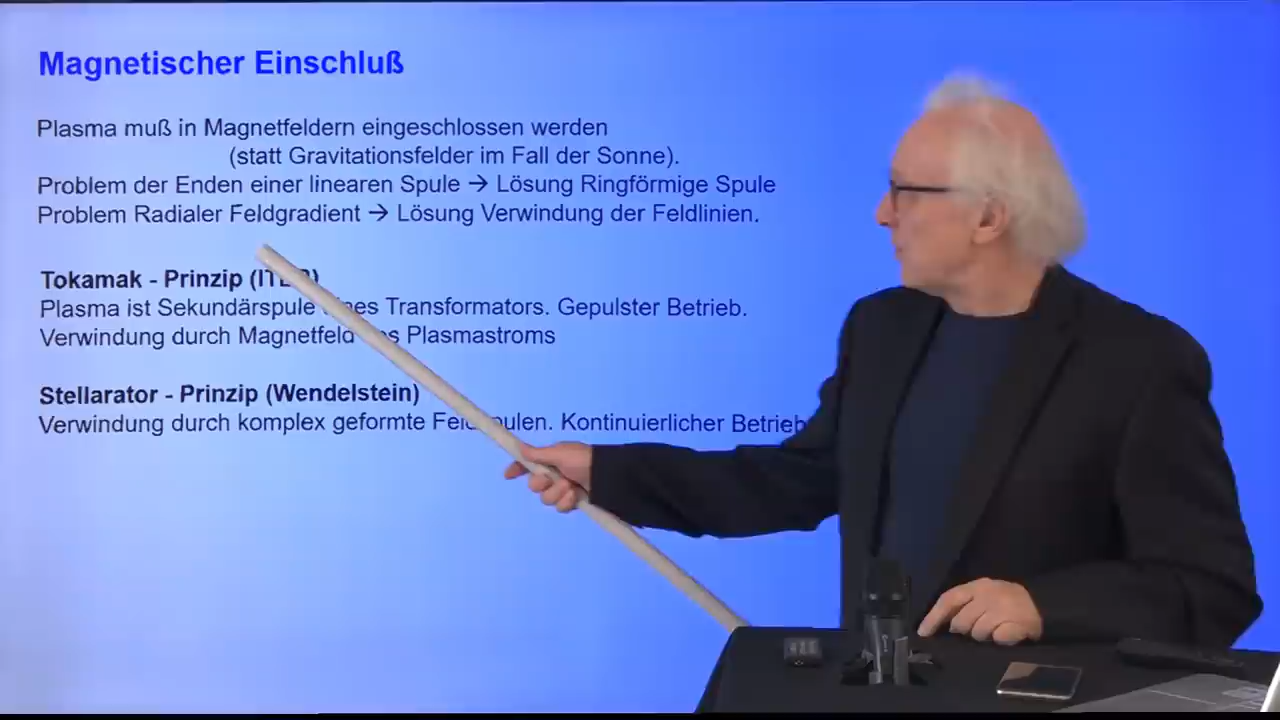 Magnetischer Einschluß
Plasma muß in Magnetfeldern eingeschlossen werden
(statt Gravitationsfelder im Fall der Sonne).
Problem der Enden einer linearen Spule → Lösung Ringförmige Spule
Problem Radialer Feldgradient → Lösung Verwindung der Feldlinien.
Tokamak - Prinzip
Plasma ist Sekundärspule Transformators. Gepulster Betrieb.
Verwindung durch Magnetfeld Plasmastroms
Stellarator - Prinzip (Wendelstein)
Verwindung durch komplex geformte Kontinuierlicher Betrieb